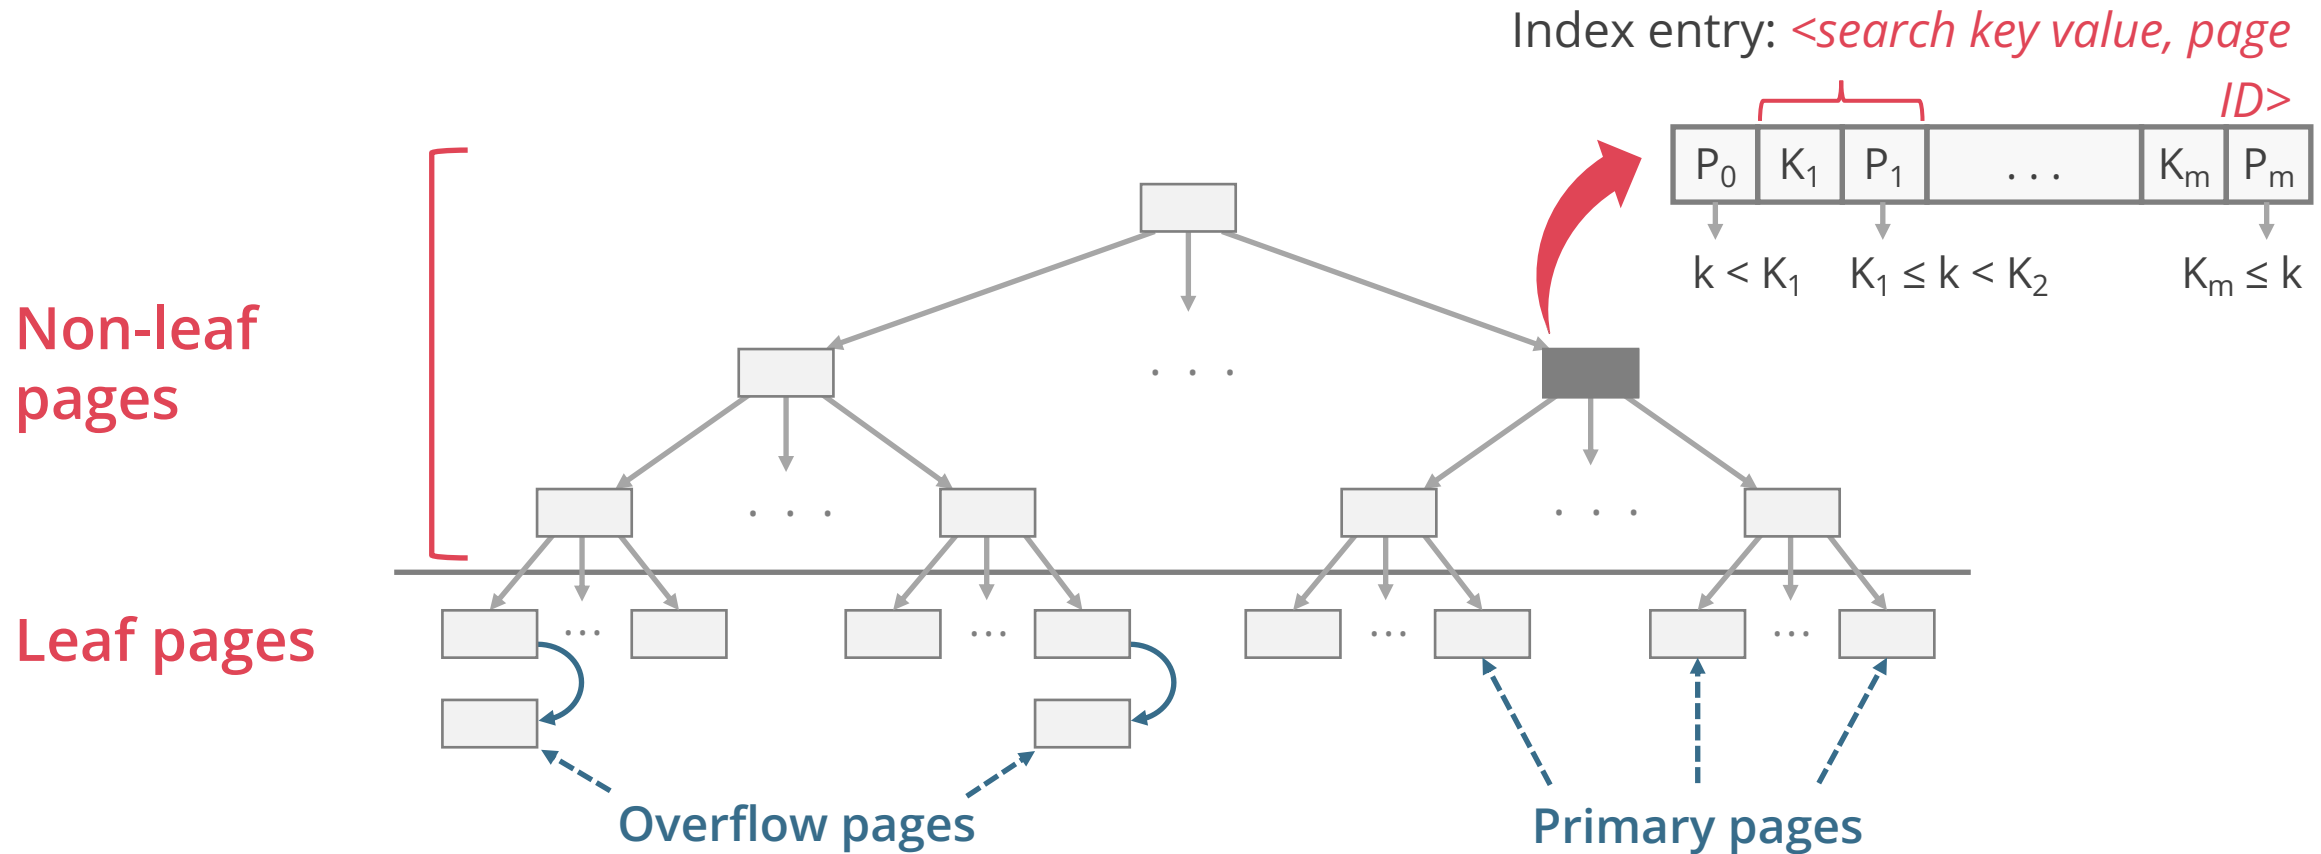 Index entry: <search key value, page
ID>
P₀ K₁ P₁ . . . Kₘ Pₘ
k < K₁ K₁ ≤ k < K₂ Kₘ ≤ k
Non-leaf
pages
. . .
. . . . . .
Leaf pages
... ... ... ...
Overflow pages
Primary pages